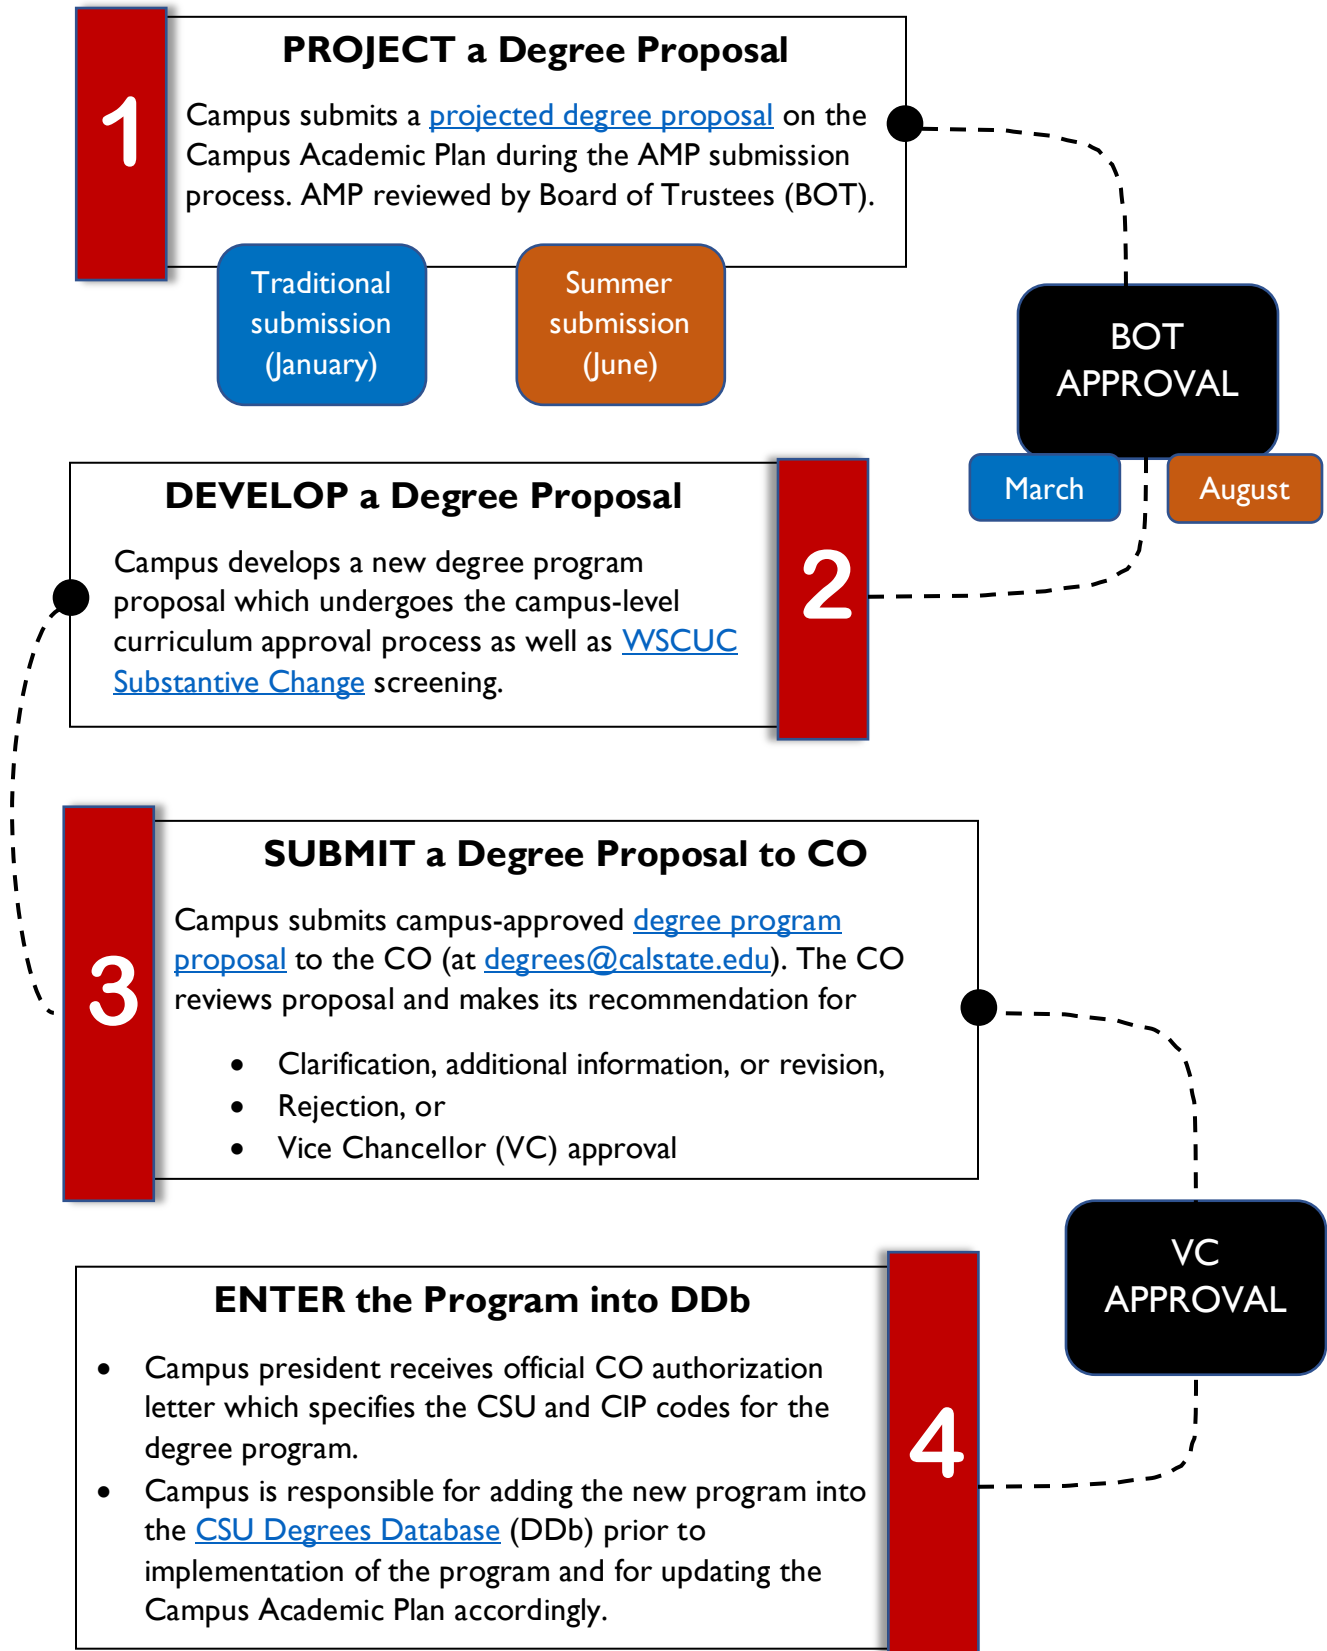 PROJECT a Degree Proposal
1
Campus submits a projected degree proposal on the
Campus Academic Plan during the AMP submission
process. AMP reviewed by Board of Trustees (BOT).
Traditional
submission
(January)
Summer
submission
(June)
BOT
APPROVAL
March
August
DEVELOP a Degree Proposal
2
Campus develops a new degree program
proposal which undergoes the campus-level
curriculum approval process as well as WSCUC
Substantive Change screening.
SUBMIT a Degree Proposal to CO
3
Campus submits campus-approved degree program
proposal to the CO (at degrees@calstate.edu). The CO
reviews proposal and makes its recommendation for
• Clarification, additional information, or revision,
• Rejection, or
• Vice Chancellor (VC) approval
VC
APPROVAL
ENTER the Program into DDb
4
• Campus president receives official CO authorization
letter which specifies the CSU and CIP codes for the
degree program.
• Campus is responsible for adding the new program into
the CSU Degrees Database (DDb) prior to
implementation of the program and for updating the
Campus Academic Plan accordingly.